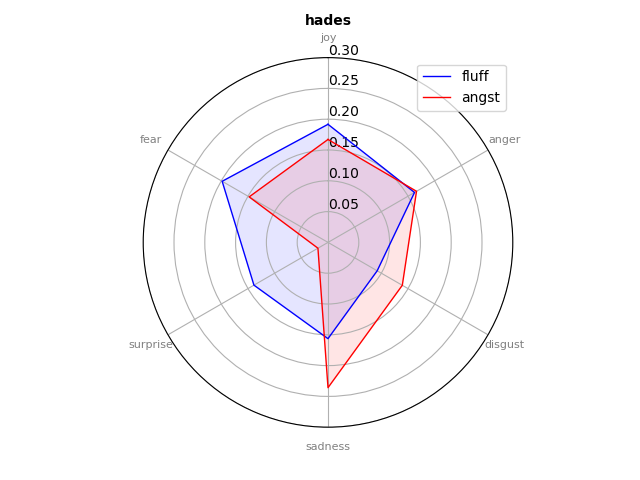 hades
joy
0.30
0.25
0.20
0.15
0.10
0.05
fluff
angst
fear
anger
surprise
disgust
sadness